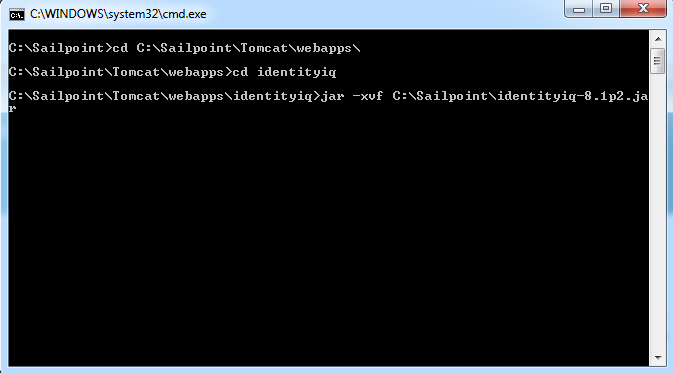 C:\WINDOWS\system32\cmd.exe
C:\Sailpoint>cd C:\Sailpoint\Tomcat\webapps\
C:\Sailpoint\Tomcat\webapps>cd identityiq
C:\Sailpoint\Tomcat\webapps\identityiq>jar -xvf C:\Sailpoint\identityiq-8.1p2.ja
r